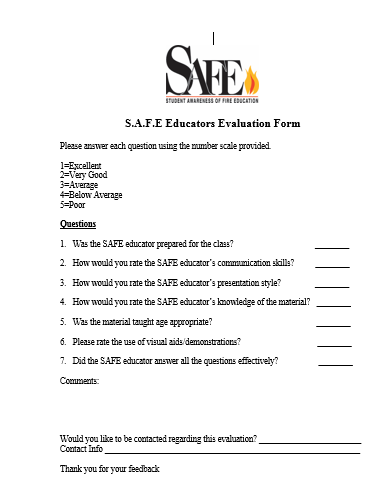 SAFE
STUDENT AWARENESS OF FIRE EDUCATION
S.A.F.E Educators Evaluation Form
Please answer each question using the number scale provided.
1=Excellent
2=Very Good
3=Average
4=Below Average
5=Poor
Questions
1. Was the SAFE educator prepared for the class? ________
2. How would you rate the SAFE educator's communication skills? ________
3. How would you rate the SAFE educator's presentation style? ________
4. How would you rate the SAFE educator's knowledge of the material? ________
5. Was the material taught age appropriate? ________
6. Please rate the use of visual aids/demonstrations? ________
7. Did the SAFE educator answer all the questions effectively? ________
Comments:
Would you like to be contacted regarding this evaluation? ________________________
Contact Info ________________________________________________
Thank you for your feedback